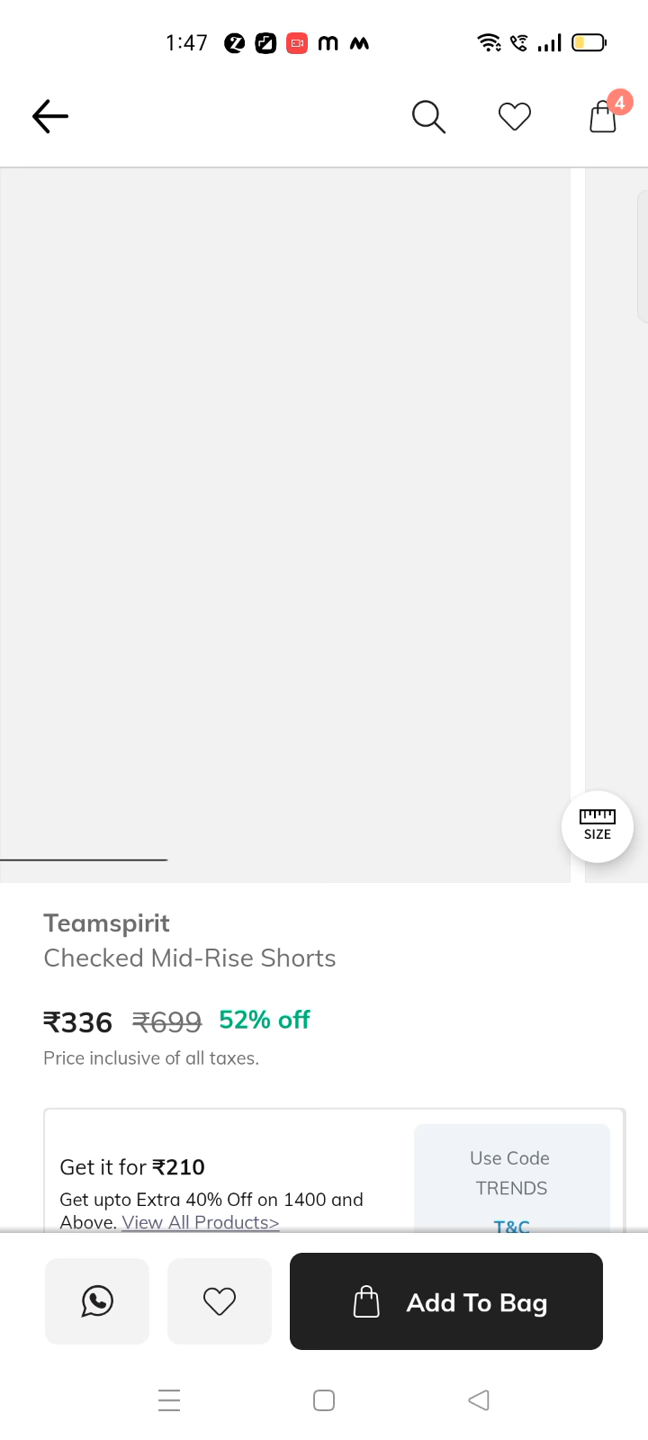 1:47
4
SIZE
Teamspirit
Checked Mid-Rise Shorts
₹336 ₹699 52% off
Price inclusive of all taxes.
Get it for ₹210
Get upto Extra 40% Off on 1400 and
Above. View All Products>
Use Code
TRENDS
T&C
Add To Bag